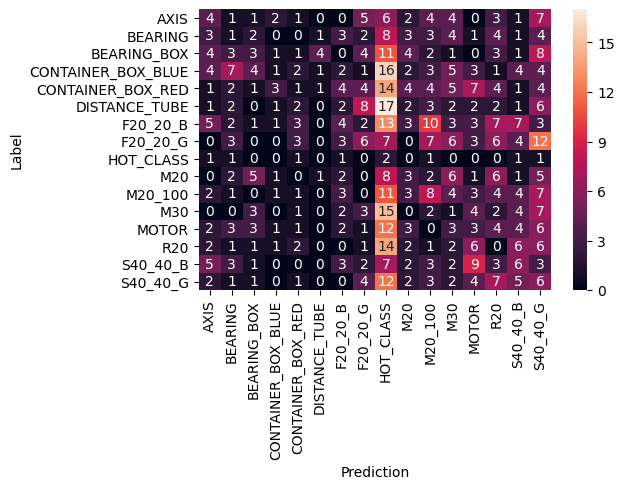 AXIS 4 1 1 2 1 0 0 5 6 2 4 4 0 3 1 7
BEARING 3 1 2 0 0 1 3 2 8 3 3 4 1 4 1 4
BEARING_BOX 4 3 3 1 1 4 0 4 11 4 2 1 0 3 1 8
CONTAINER_BOX_BLUE 4 7 4 1 2 1 2 1 16 2 3 5 3 1 4 4
CONTAINER_BOX_RED 1 2 1 3 1 1 4 4 14 4 4 5 7 4 1 4
DISTANCE_TUBE 1 2 0 1 2 0 2 8 17 2 3 2 2 2 1 6
F20_20_B 5 2 1 1 3 0 4 2 13 3 10 3 3 7 7 3
F20_20_G 0 3 0 0 3 0 3 6 7 0 7 6 3 6 4 12
HOT_CLASS 1 1 0 0 1 0 1 0 2 0 1 0 0 0 1 1
M20 0 2 5 1 0 1 2 0 8 3 2 6 1 6 1 5
M20_100 2 1 0 1 1 0 3 0 11 3 8 4 3 4 4 7
M30 0 0 3 0 1 0 2 3 15 0 2 1 4 2 4 7
MOTOR 2 3 3 1 1 0 2 1 12 3 0 3 3 4 4 6
R20 2 1 1 1 2 0 0 1 14 2 1 2 6 0 6 6
S40_40_B 5 3 1 0 0 0 3 2 7 2 3 2 9 3 6 3
S40_40_G 2 1 1 0 1 0 0 4 12 2 3 2 4 7 5 6
Label
AXIS
BEARING
BEARING_BOX
CONTAINER_BOX_BLUE
CONTAINER_BOX_RED
DISTANCE_TUBE
F20_20_B
F20_20_G
HOT_CLASS
M20
M20_100
M30
MOTOR
R20
S40_40_B
S40_40_G
Prediction
15
12
9
6
3
0